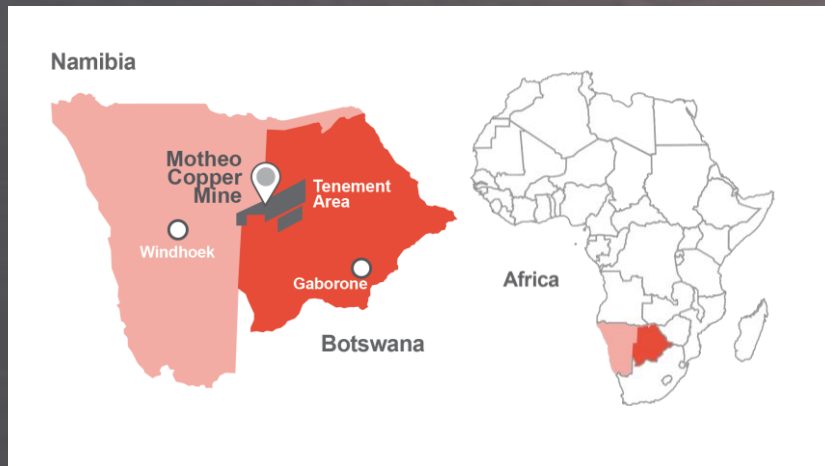 Namibia
Motheo
Copper
Mine
Tenement
Area
Windhoek
Gaborone
Botswana
Africa